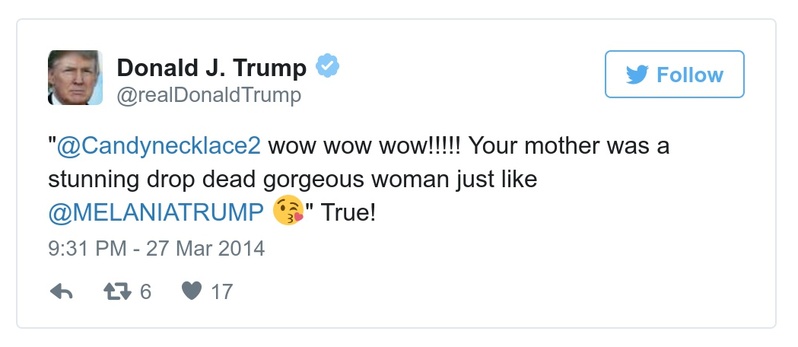 Donald J. Trump
@realDonaldTrump
Follow
"@Candynecklace2 wow wow wow!!!!! Your mother was a
stunning drop dead gorgeous woman just like
@MELANIATRUMP 😘" True!
9:31 PM - 27 Mar 2014
6 17